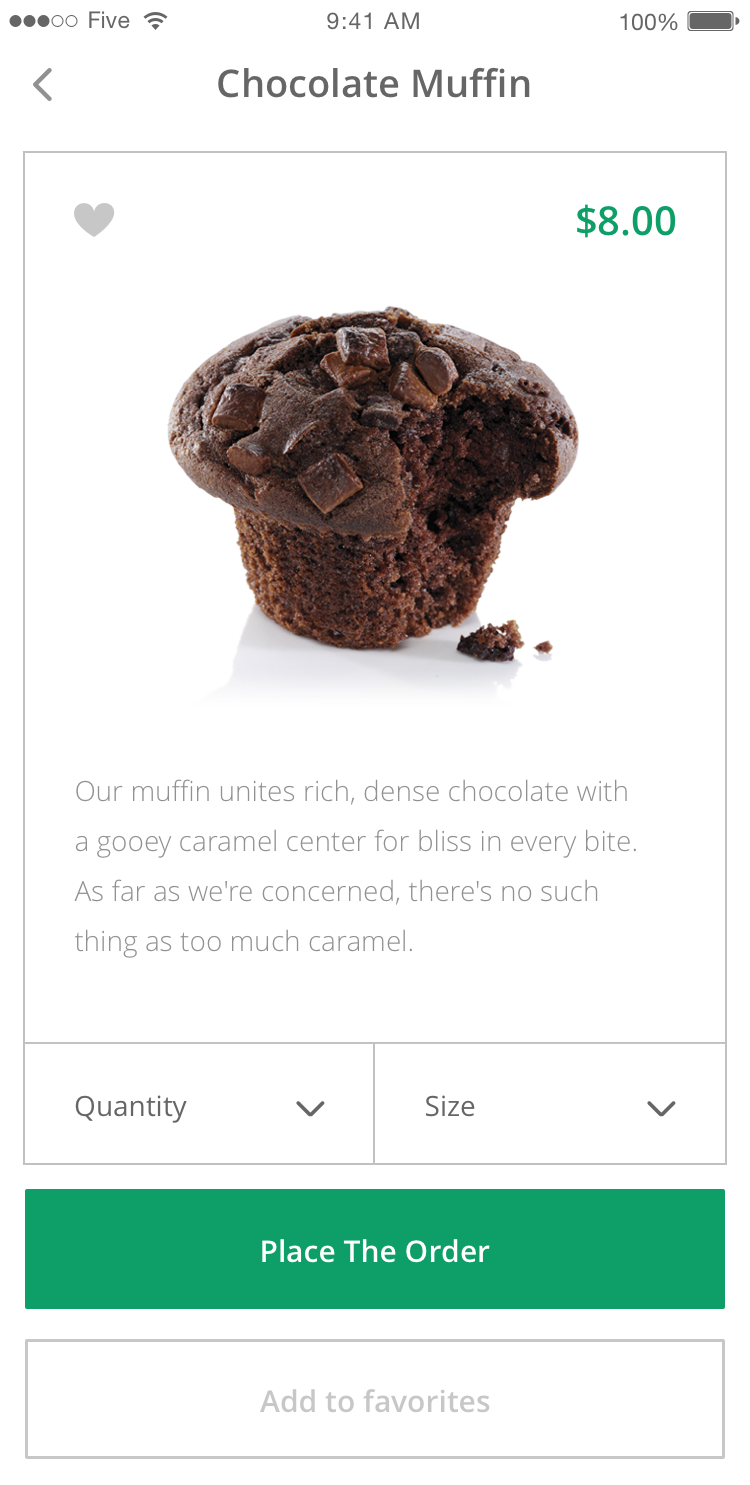 Five 9:41 AM 100%
Chocolate Muffin
$8.00
Our muffin unites rich, dense chocolate with
a gooey caramel center for bliss in every bite.
As far as we're concerned, there's no such
thing as too much caramel.
Quantity Size
Place The Order
Add to favorites